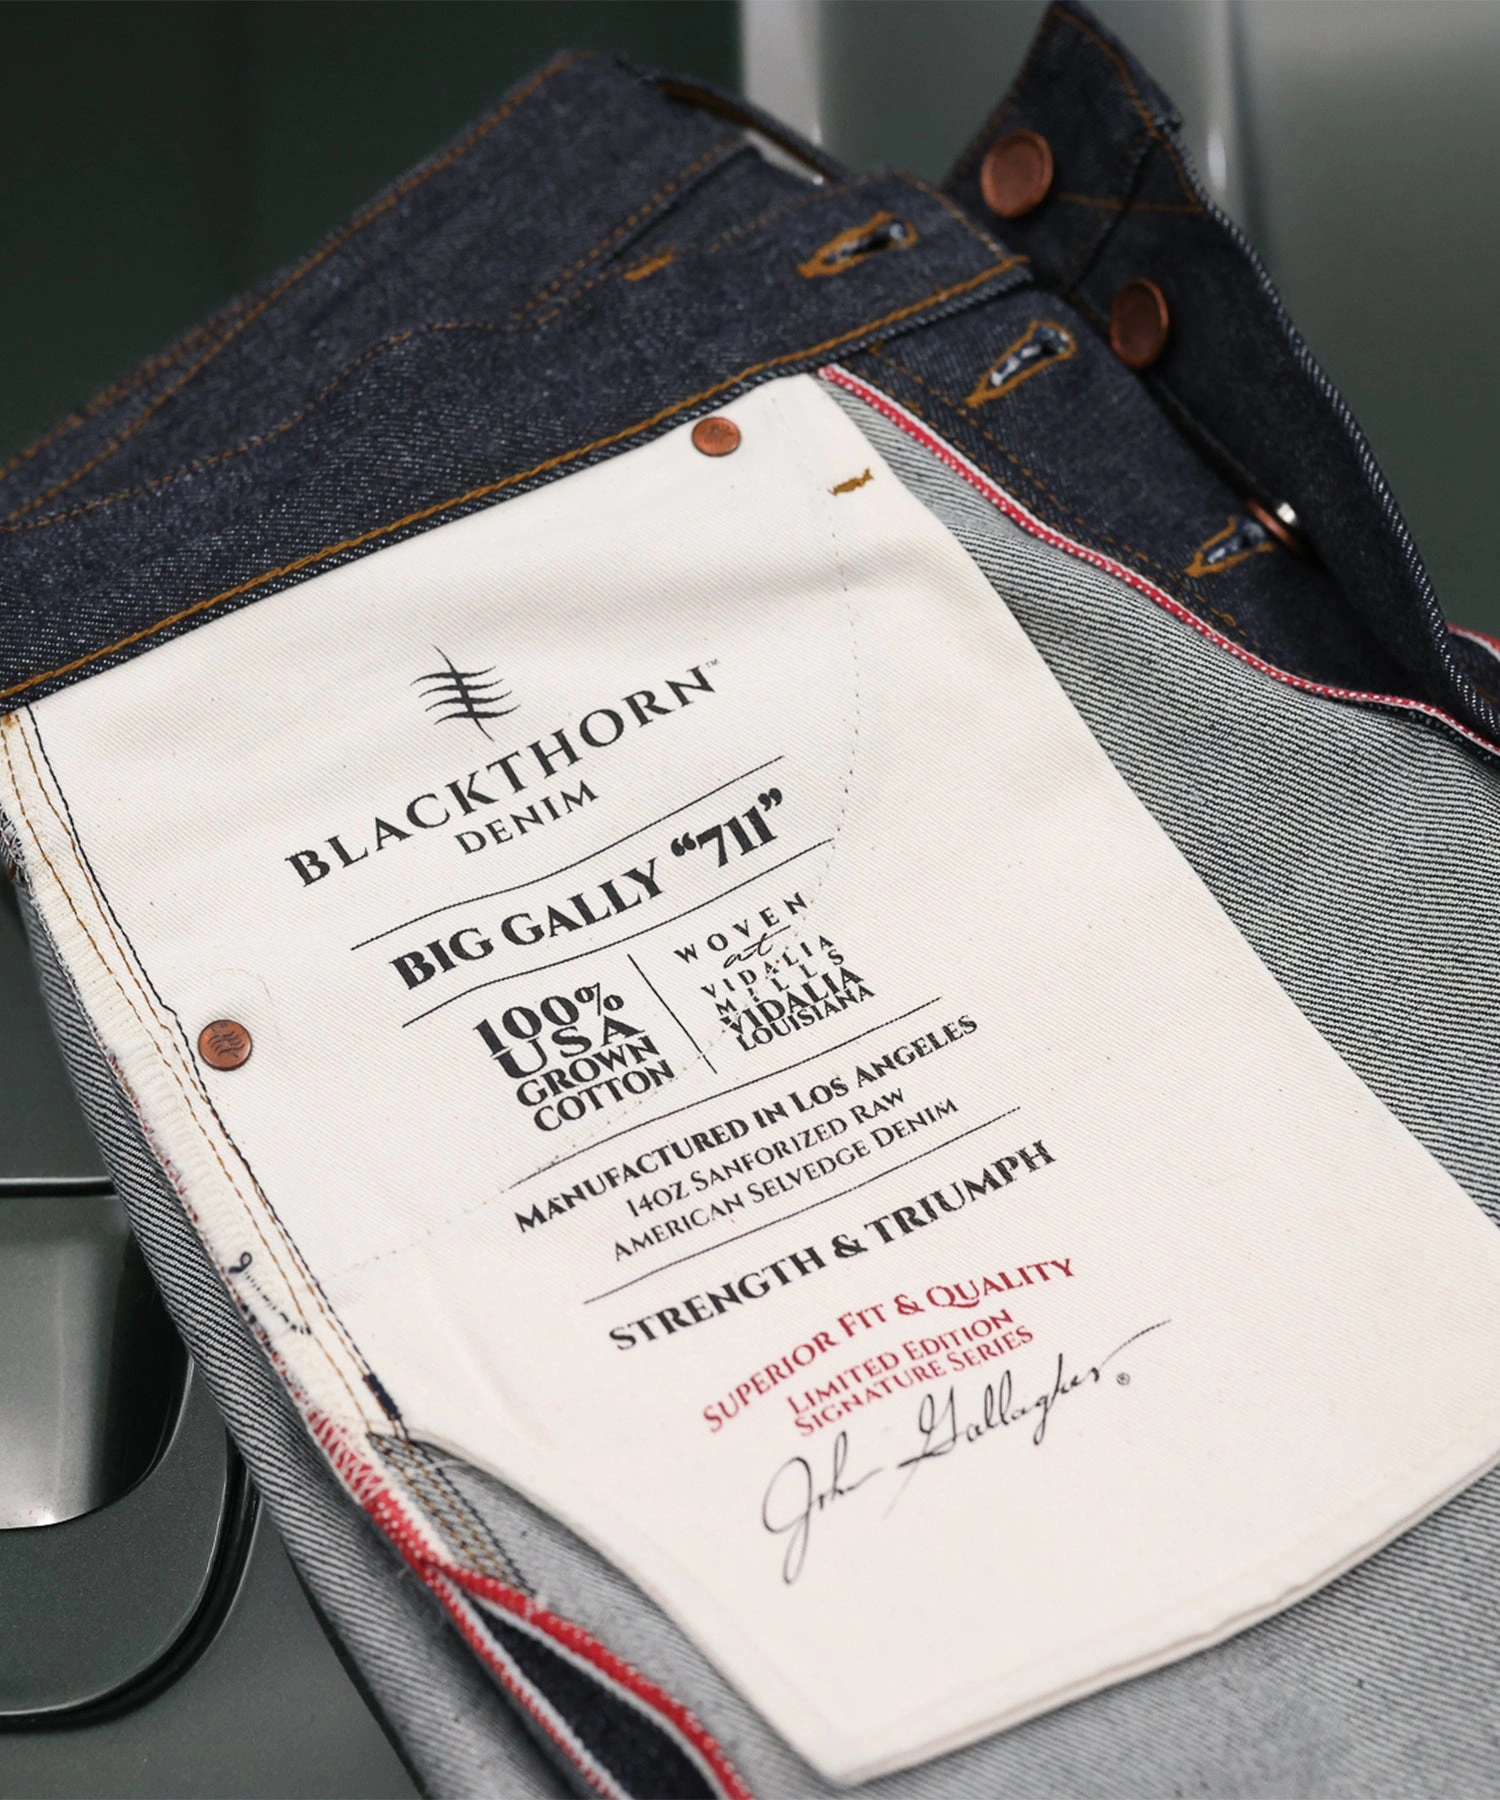 BLACKTHORN™
DENIM
BIG GALLY “711”
100%
USA
GROWN
COTTON
WOVEN
at
VIDALIA
MILLS
VIDALIA
LOUISIANA
MANUFACTURED IN LOS ANGELES
14OZ SANFORIZED RAW
AMERICAN SELVEDGE DENIM
STRENGTH & TRIUMPH
SUPERIOR FIT & QUALITY
LIMITED EDITION
SIGNATURE SERIES
John Gallagher®